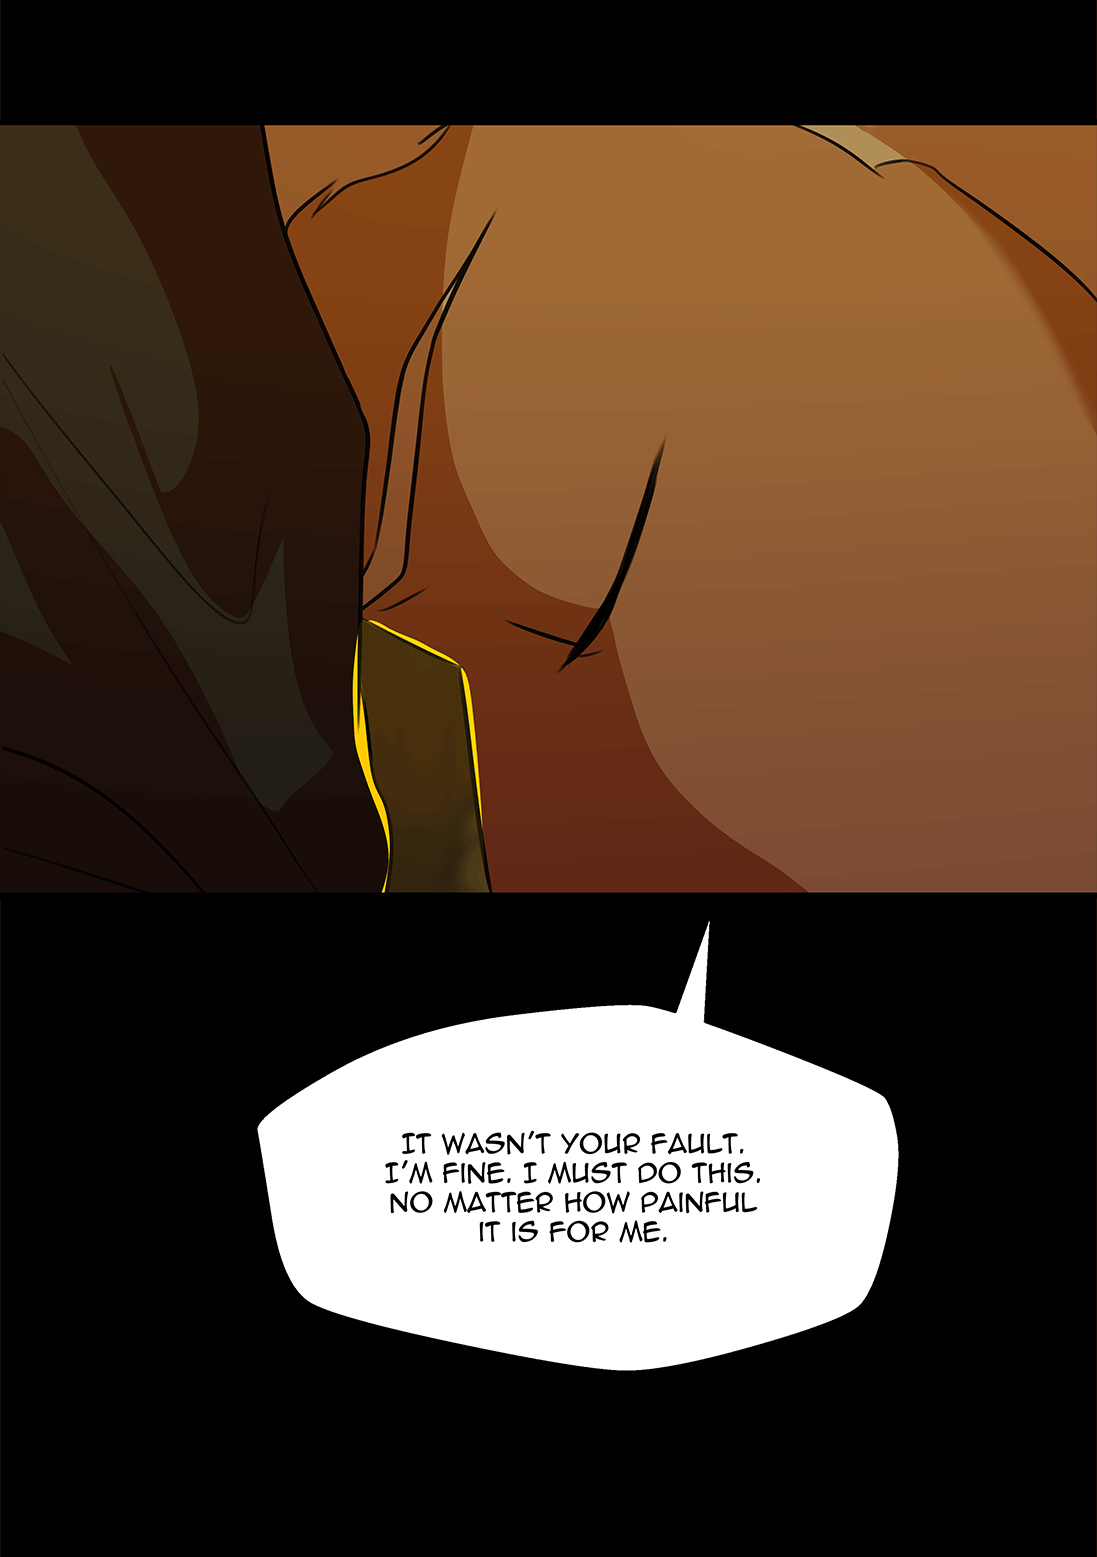 IT WASN'T YOUR FAULT.
I'M FINE. I MUST DO THIS.
NO MATTER HOW PAINFUL
IT IS FOR ME.